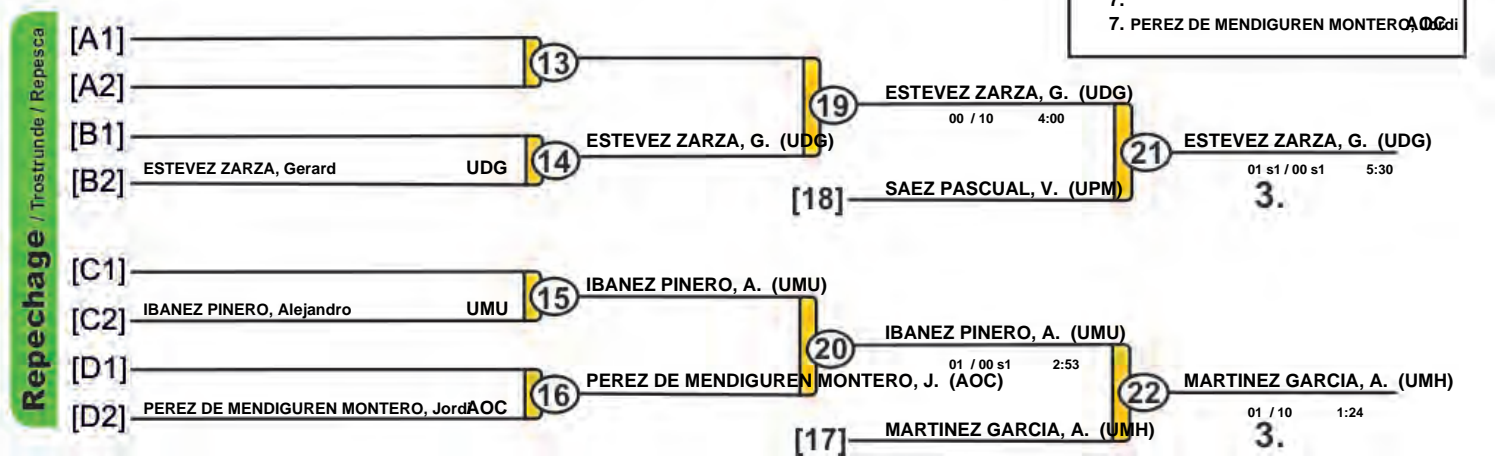 7.
7. PEREZ DE MENDIGUREN MONTERO, Jordi AOC
Repechage / Trostrunde / Repesca
[A1]
13
[A2]
19
ESTEVEZ ZARZA, G. (UDG)
00 / 10 4:00
[B1]
ESTEVEZ ZARZA, G. (UDG)
21
ESTEVEZ ZARZA, G. (UDG)
01 s1 / 00 s1 5:30
3.
ESTEVEZ ZARZA, Gerard UDG
14
[B2]
[18]
SAEZ PASCUAL, V. (UPM)
[C1]
IBANEZ PINERO, A. (UMU)
15
IBANEZ PINERO, Alejandro UMU
[C2]
20
IBANEZ PINERO, A. (UMU)
01 / 00 s1 2:53
[D1]
PEREZ DE MENDIGUREN MONTERO, J. (AOC)
22
MARTINEZ GARCIA, A. (UMH)
01 / 10 1:24
3.
16
PEREZ DE MENDIGUREN MONTERO, Jordi AOC
[D2]
[17]
MARTINEZ GARCIA, A. (UMH)